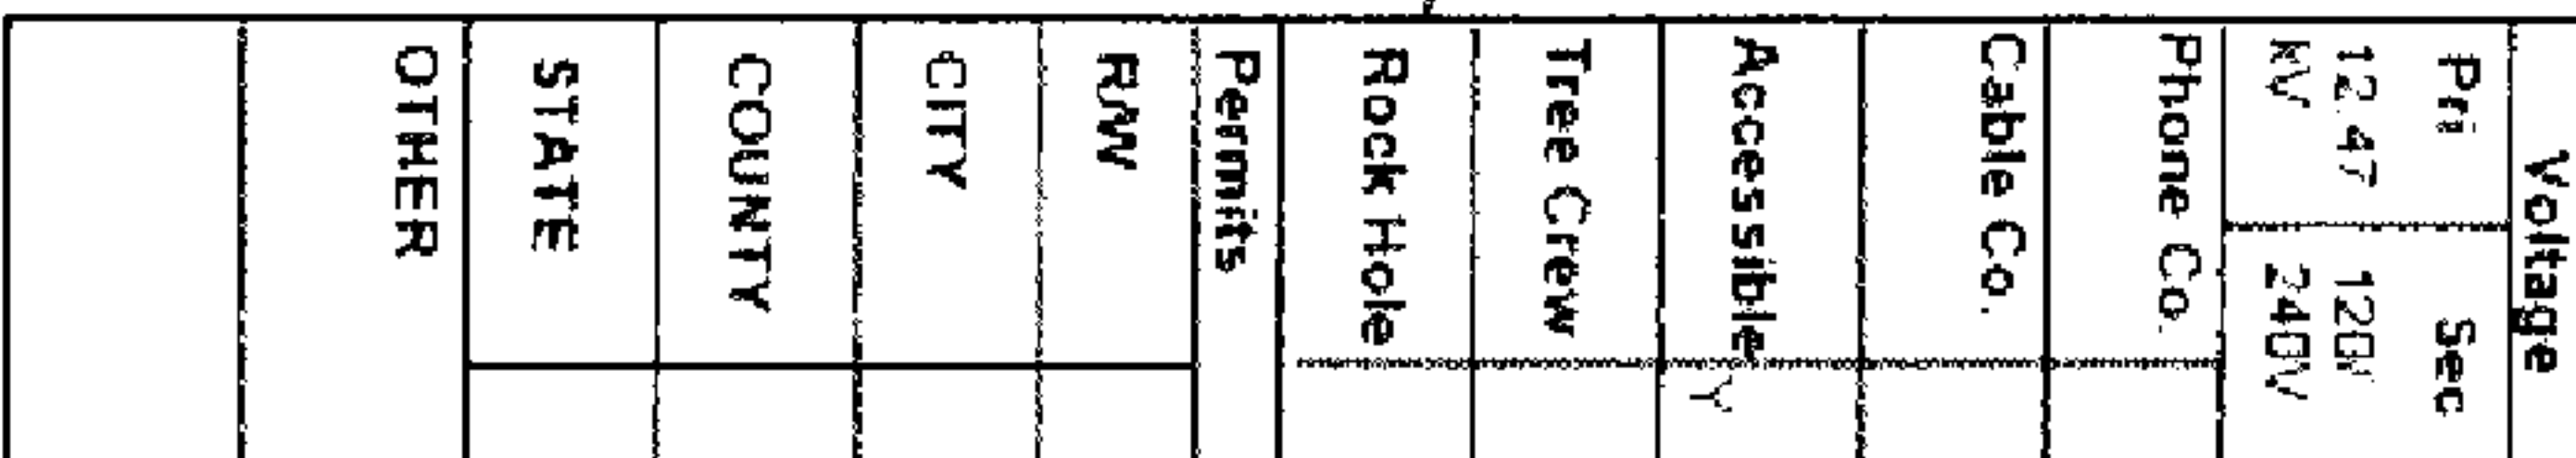 Voltage
Pri Sec
12.47 120/
kV 240V
Phone Co.
Cable Co.
Accessible Y
Tree Crew
Rock Hole
Permits
R/W
CITY
COUNTY
STATE
OTHER